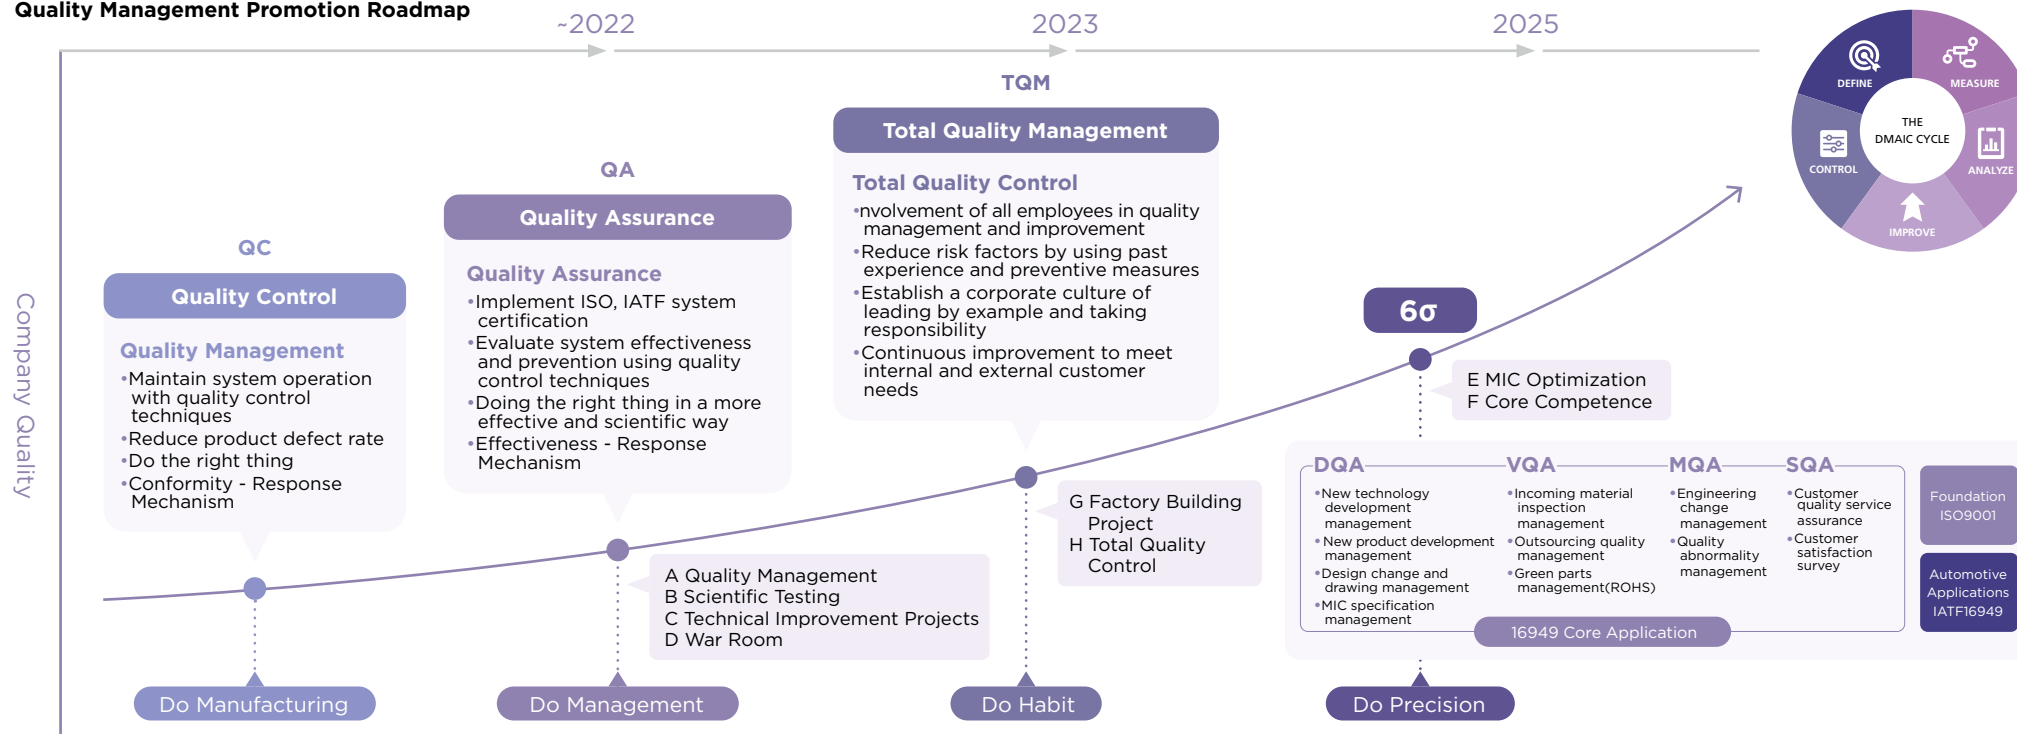 Quality Management Promotion Roadmap
~2022
2023
2025
Company Quality
QC
Quality Control
Quality Management
•Maintain system operation
with quality control
techniques
•Reduce product defect rate
•Do the right thing
•Conformity - Response
Mechanism
Do Manufacturing
QA
Quality Assurance
Quality Assurance
•Implement ISO, IATF system
certification
•Evaluate system effectiveness
and prevention using quality
control techniques
•Doing the right thing in a more
effective and scientific way
•Effectiveness - Response
Mechanism
A Quality Management
B Scientific Testing
C Technical Improvement Projects
D War Room
Do Management
TQM
Total Quality Management
Total Quality Control
•nvolvement of all employees in quality
management and improvement
•Reduce risk factors by using past
experience and preventive measures
•Establish a corporate culture of
leading by example and taking
responsibility
•Continuous improvement to meet
internal and external customer
needs
G Factory Building
Project
H Total Quality
Control
Do Habit
6σ
E MIC Optimization
F Core Competence
DQA
•New technology
development
management
•New product development
management
•Design change and
drawing management
•MIC specification
management
VQA
•Incoming material
inspection
management
•Outsourcing quality
management
•Green parts
management(ROHS)
MQA
•Engineering
change
management
•Quality
abnormality
management
SQA
•Customer
quality service
assurance
•Customer
satisfaction
survey
16949 Core Application
Foundation
ISO9001
Automotive
Applications
IATF16949
Do Precision
THE
DMAIC CYCLE
DEFINE
MEASURE
ANALYZE
IMPROVE
CONTROL